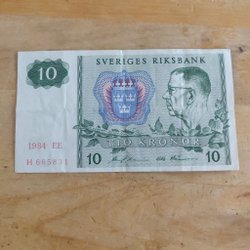 SVERIGES RIKSBANK
10
1984 EE
H 665831
TIO KRONOR
10
10